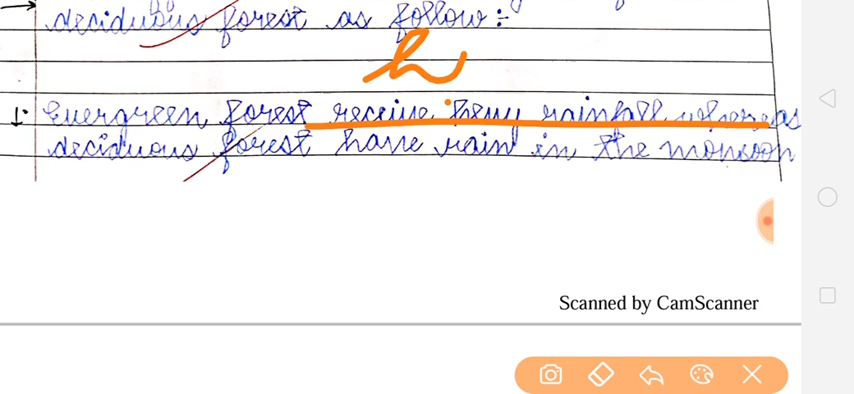 deciduous forest as follow :-
h
1. Evergreen forest receive heavy rainfall whereas
deciduous forest have rain in the monsoon
Scanned by CamScanner